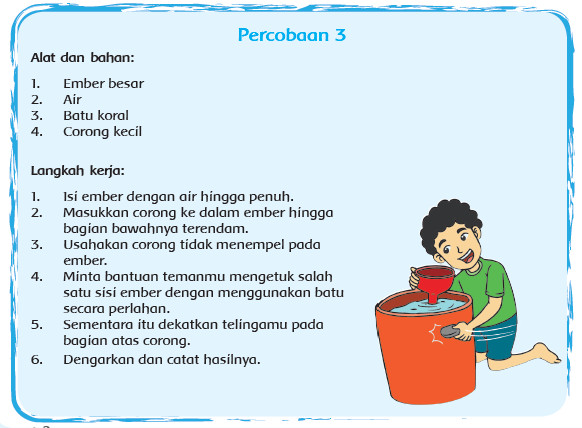 Percobaan 3
Alat dan bahan:
1. Ember besar
2. Air
3. Batu koral
4. Corong kecil
Langkah kerja:
1. Isi ember dengan air hingga penuh.
2. Masukkan corong ke dalam ember hingga
bagian bawahnya terendam.
3. Usahakan corong tidak menempel pada
ember.
4. Minta bantuan temanmu mengetuk salah
satu sisi ember dengan menggunakan batu
secara perlahan.
5. Sementara itu dekatkan telingamu pada
bagian atas corong.
6. Dengarkan dan catat hasilnya.